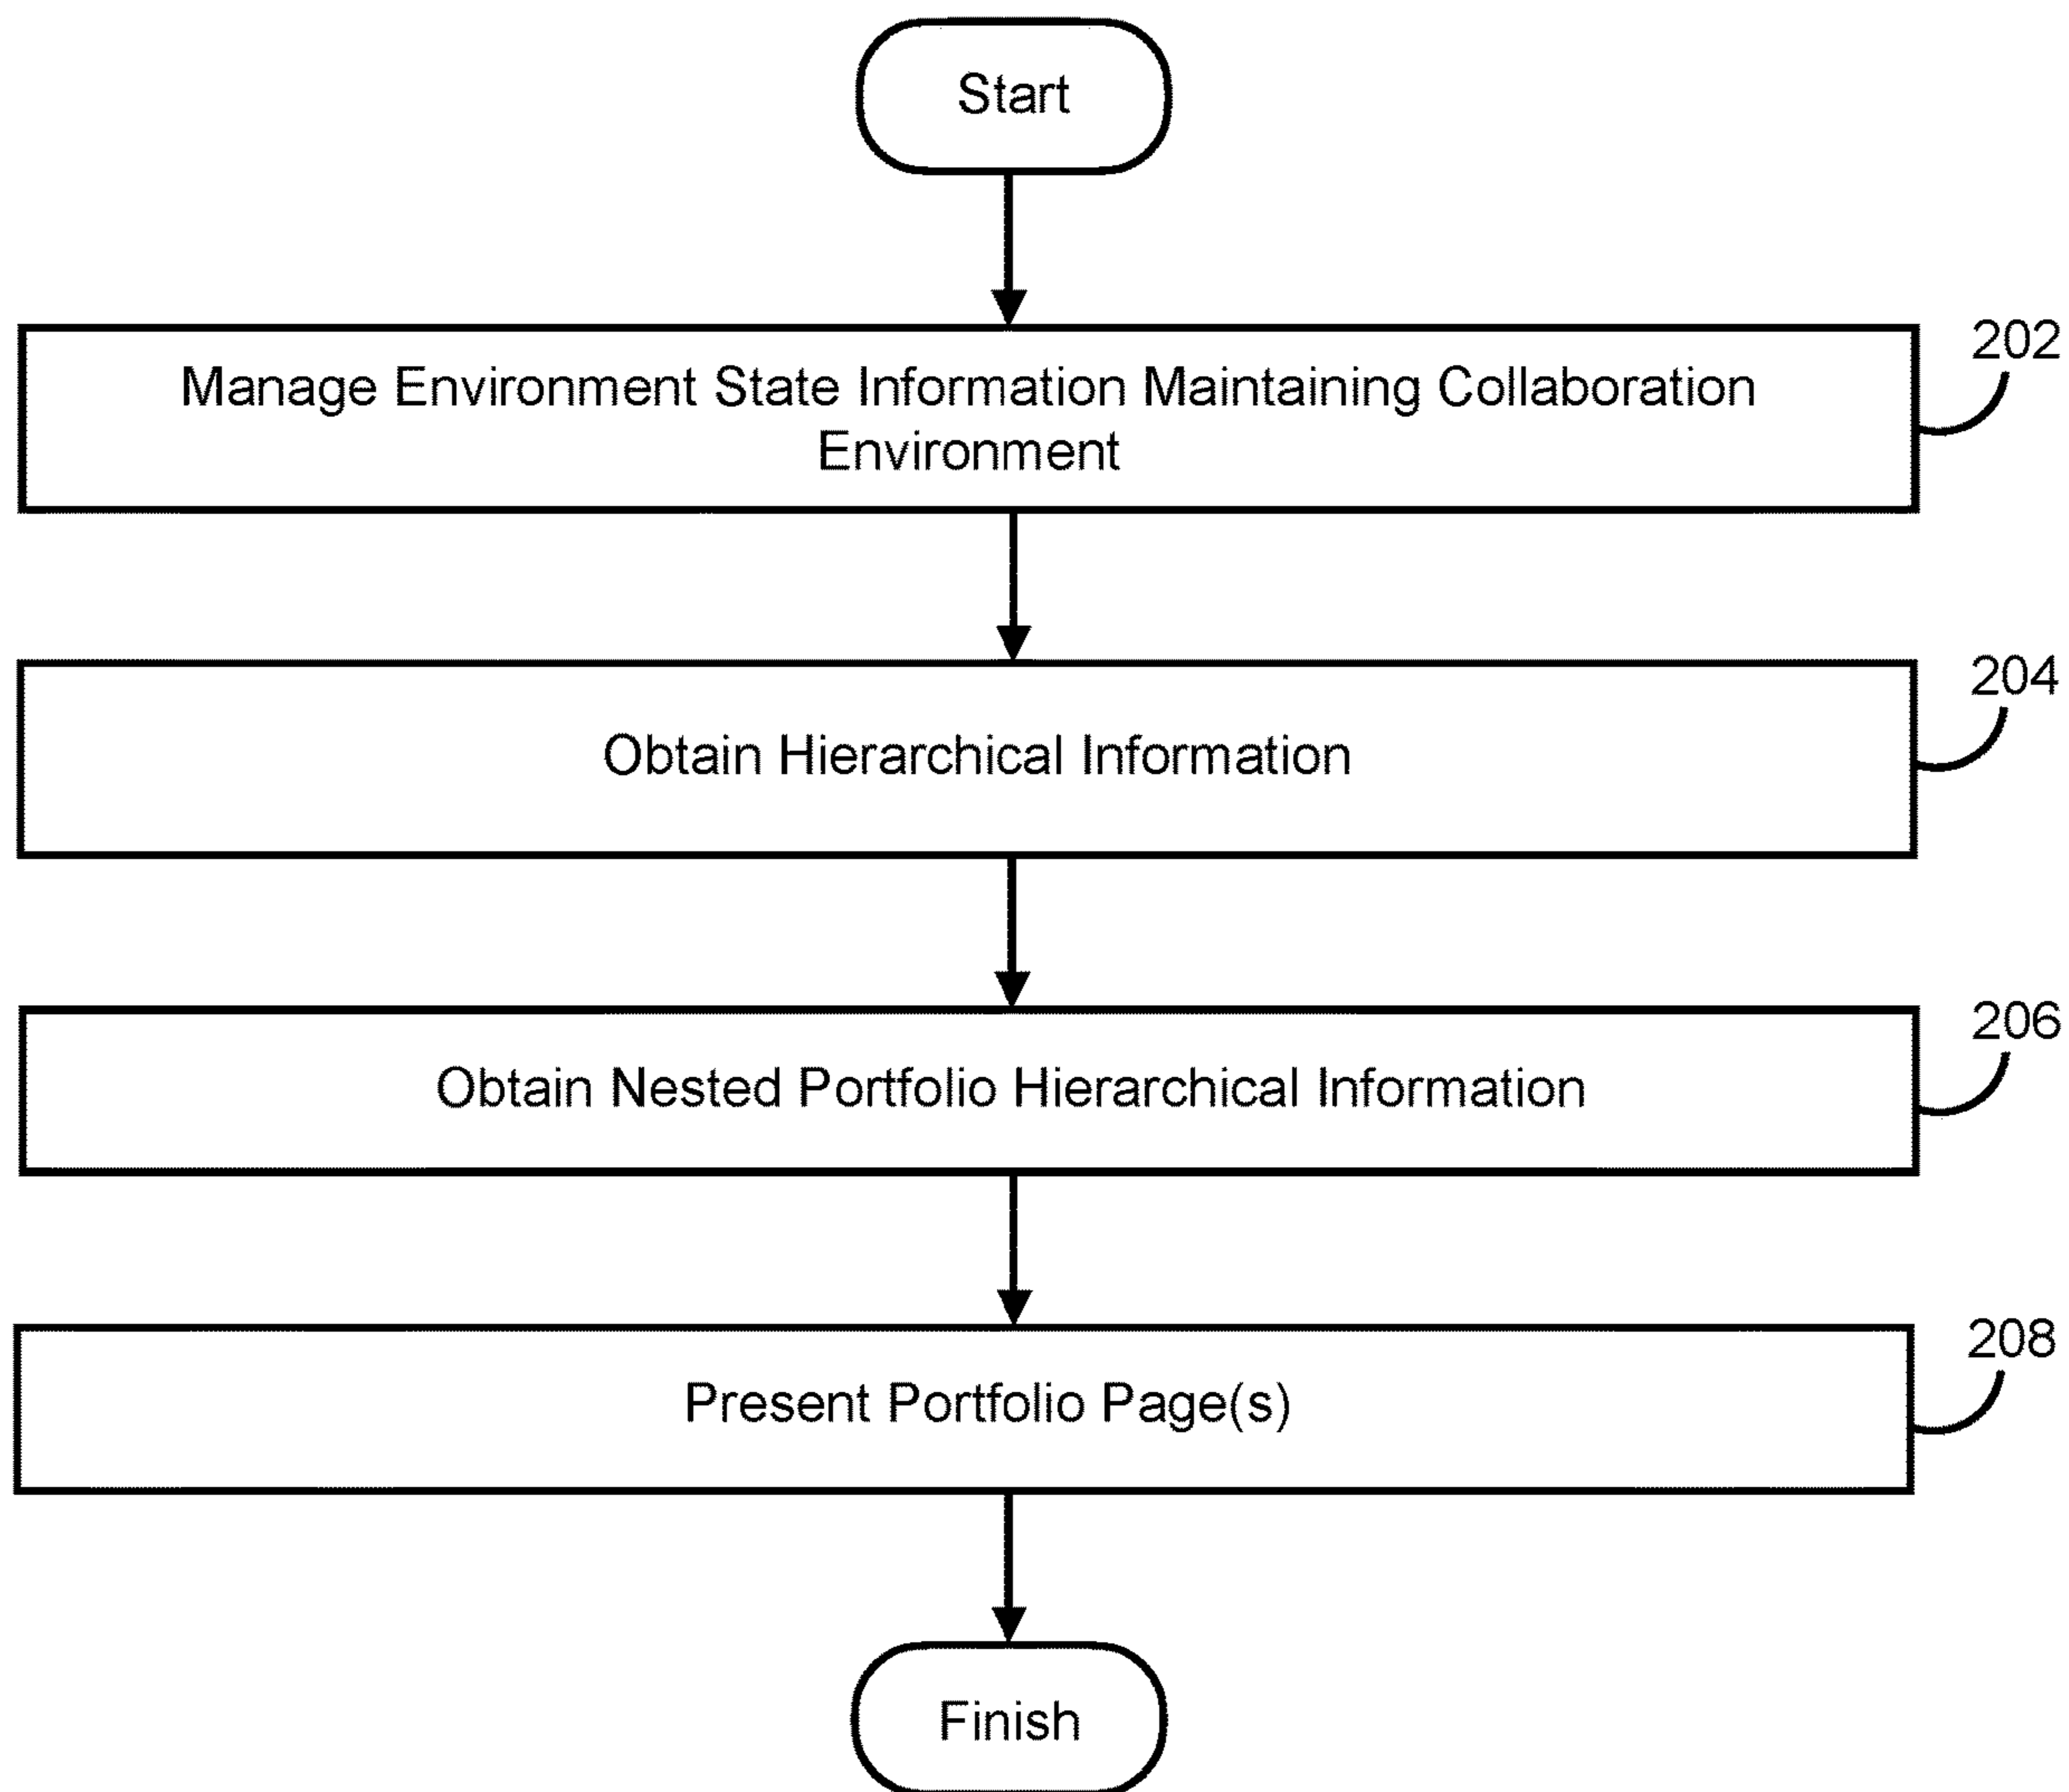 Start
202
Manage Environment State Information Maintaining Collaboration
Environment
204
Obtain Hierarchical Information
206
Obtain Nested Portfolio Hierarchical Information
208
Present Portfolio Page(s)
Finish